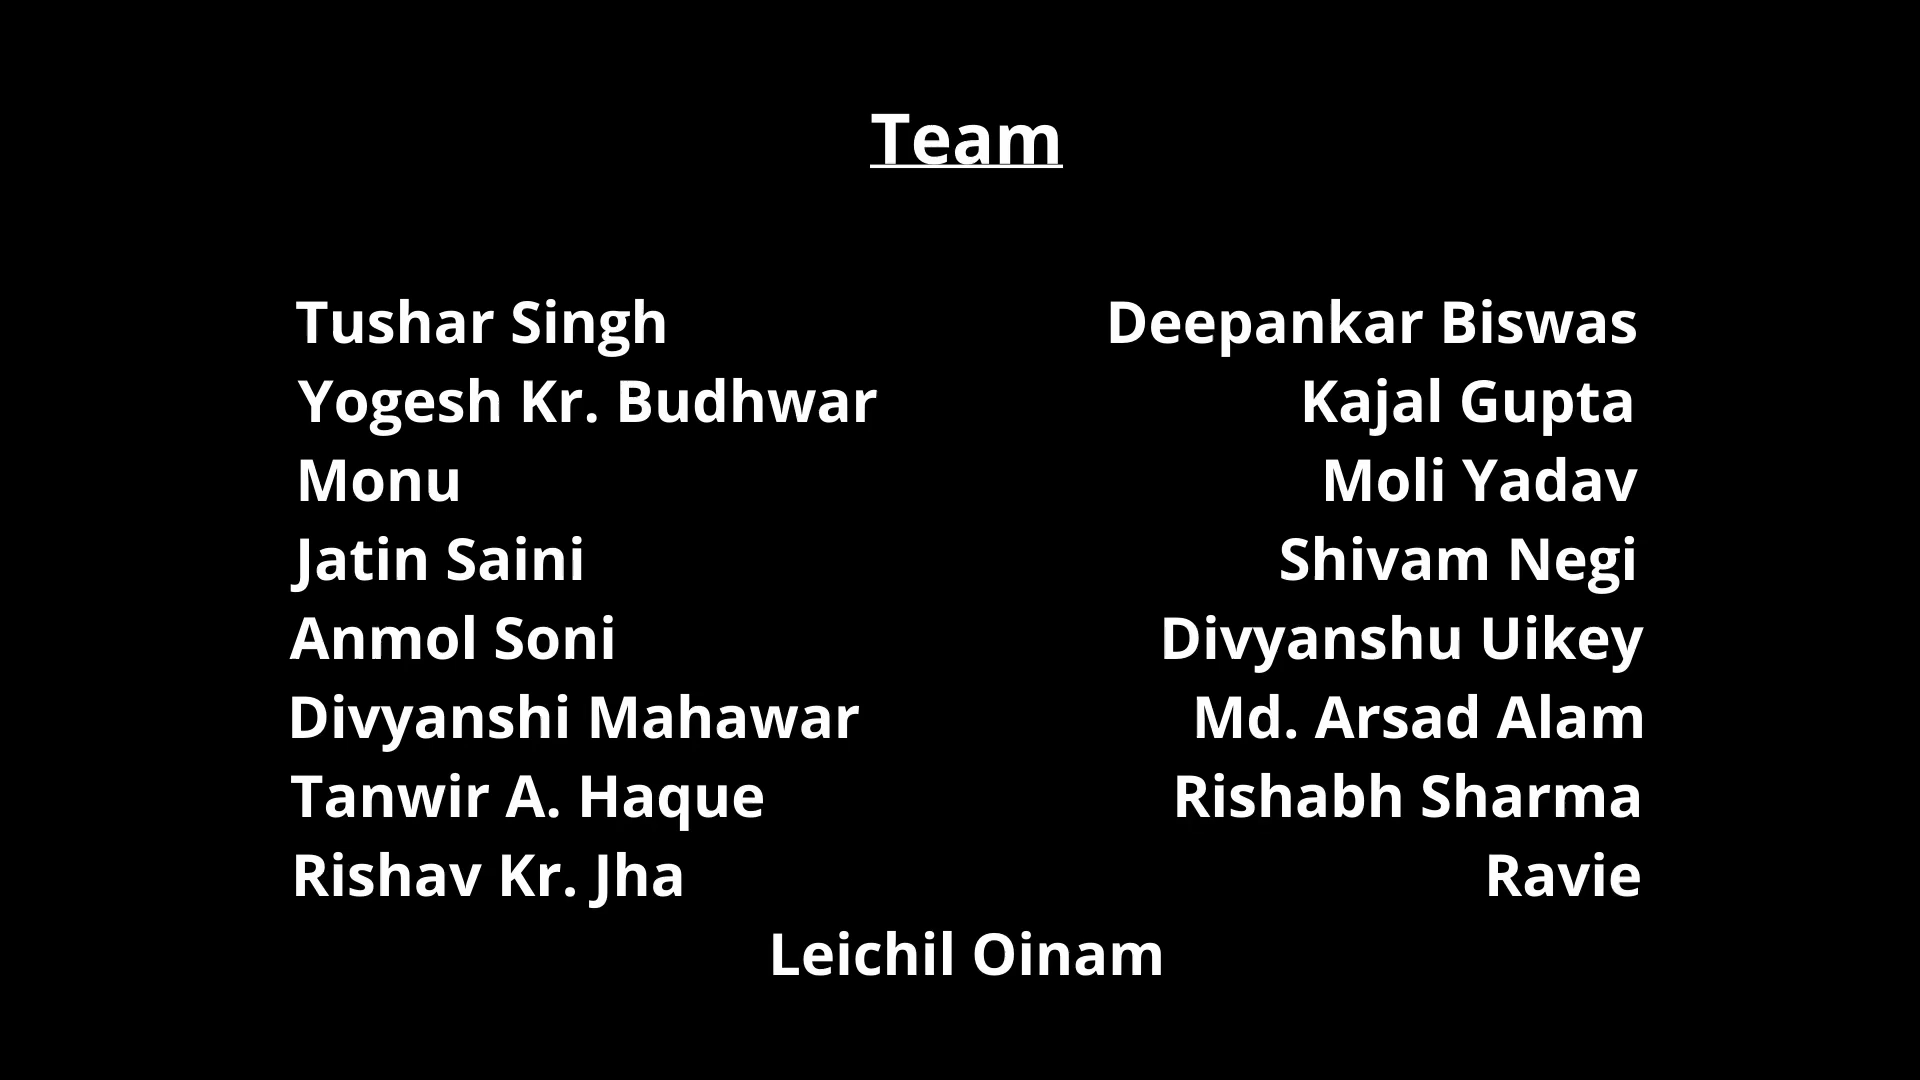 Team
Tushar Singh Deepankar Biswas
Yogesh Kr. Budhwar Kajal Gupta
Monu Moli Yadav
Jatin Saini Shivam Negi
Anmol Soni Divyanshu Uikey
Divyanshi Mahawar Md. Arsad Alam
Tanwir A. Haque Rishabh Sharma
Rishav Kr. Jha Ravie
Leichil Oinam